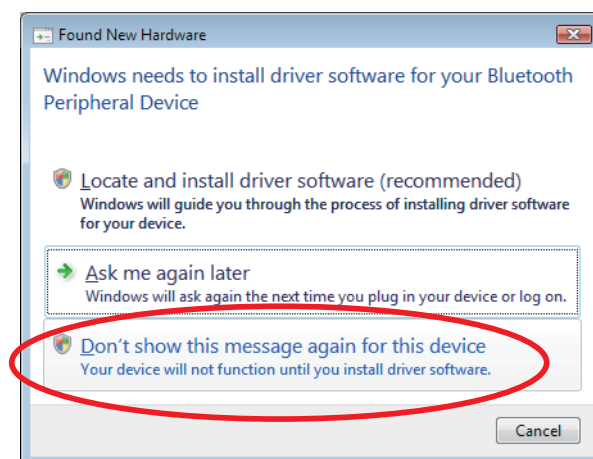 Found New Hardware
Windows needs to install driver software for your Bluetooth
Peripheral Device
Locate and install driver software (recommended)
Windows will guide you through the process of installing driver software
for your device.
Ask me again later
Windows will ask again the next time you plug in your device or log on.
Don't show this message again for this device
Your device will not function until you install driver software.
Cancel